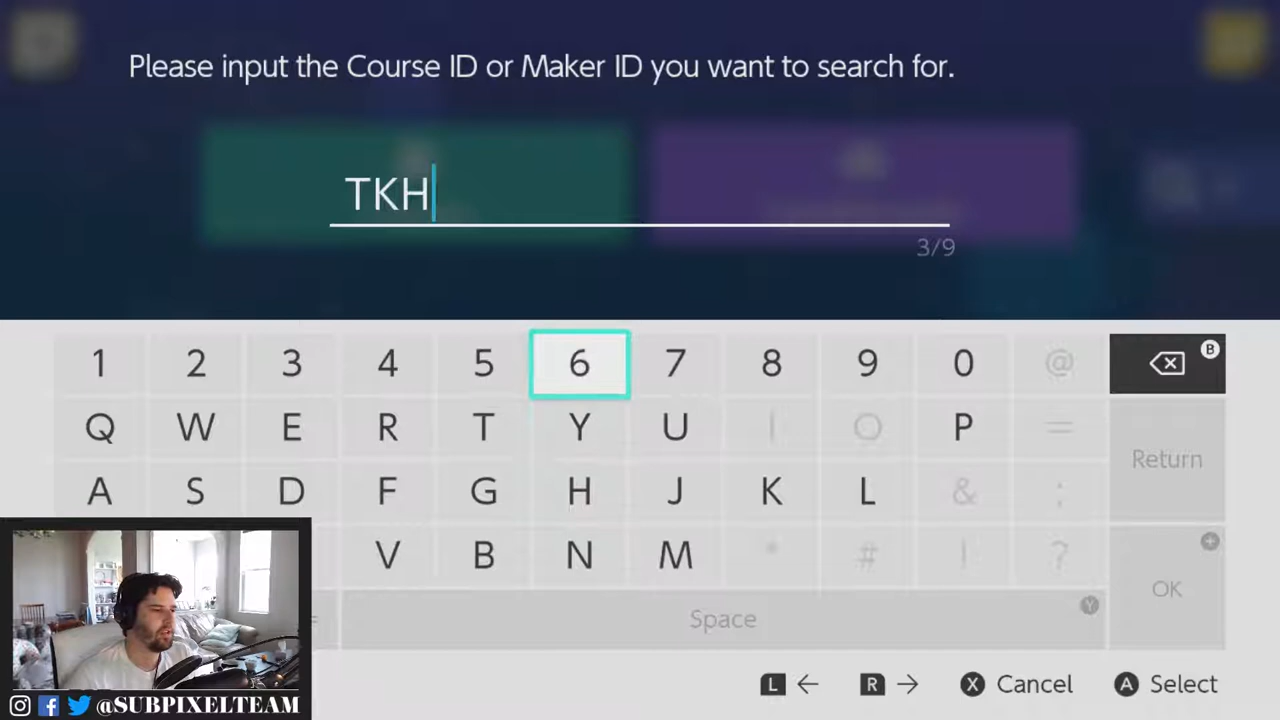 Please input the Course ID or Maker ID you want to search for.
TKH
3/9
1 2 3 4 5 6 7 8 9 0 @ B
Q W E R T Y U I O P =
Return
A S D F G H J K L & ;
V B N M * # ! ? +
OK
= Space Y
L ← R → X Cancel A Select
@SUBPIXELTEAM